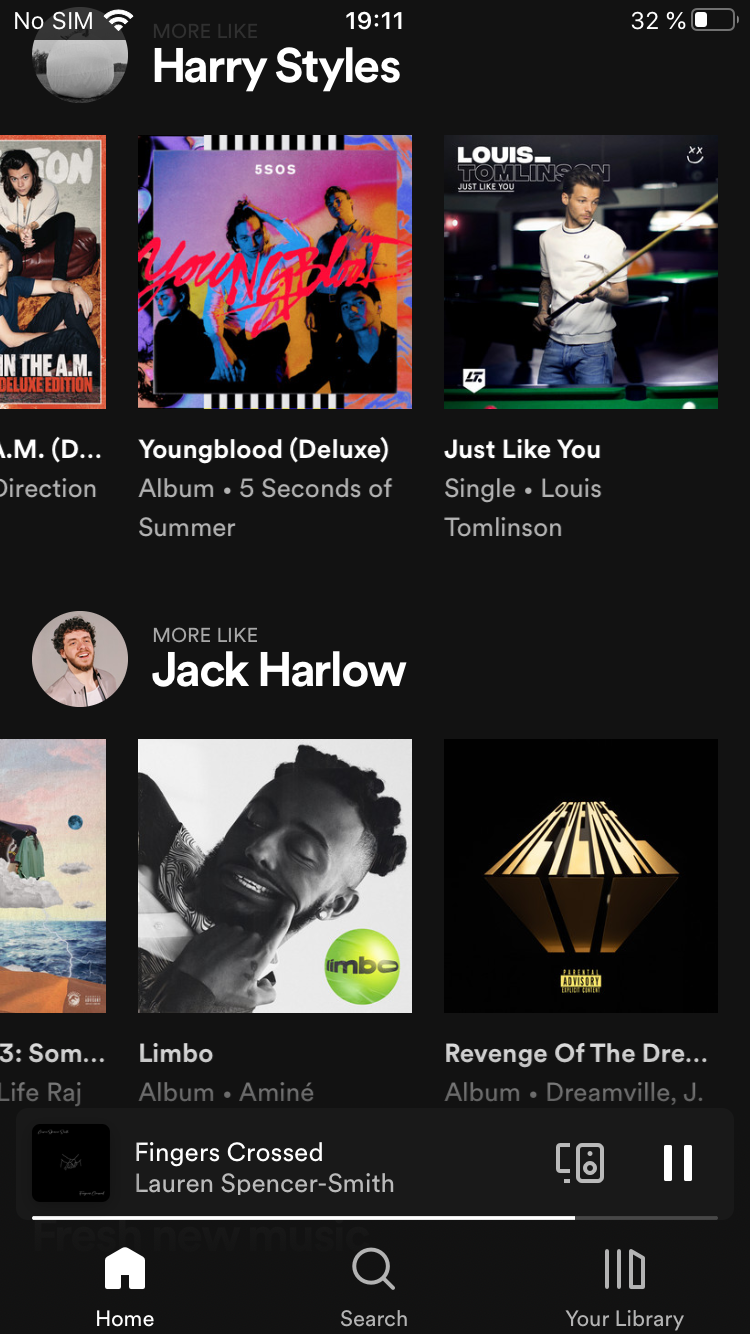 No SIM 19:11 32 %
MORE LIKE
Harry Styles
TION
IN THE A.M.
DELUXE EDITION
5SOS
YoungBlood
LOUIS_
TOMLINSON
JUST LIKE YOU
LT.
A.M. (D...
Direction
Youngblood (Deluxe)
Album • 5 Seconds of
Summer
Just Like You
Single • Louis
Tomlinson
MORE LIKE
Jack Harlow
limbo
REVENGE
PARENTAL
ADVISORY
EXPLICIT CONTENT
3: Som...
Life Raj
Limbo
Album • Aminé
Revenge Of The Dre...
Album • Dreamville, J.
Fingers Crossed
Lauren Spencer-Smith
Fresh new music
Home
Search
Your Library